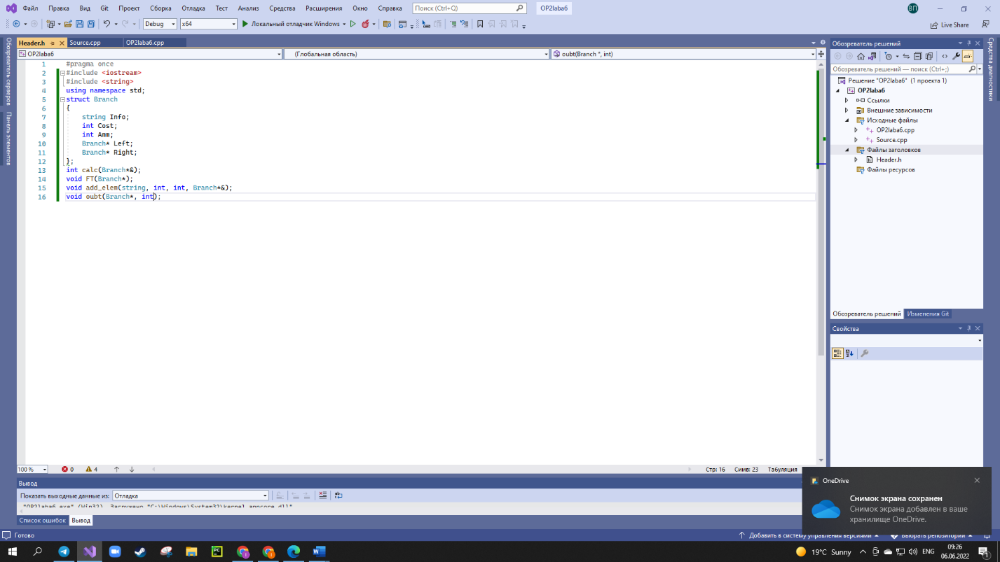 Файл Правка Вид Git Проект Сборка Отладка Тест Анализ Средства Расширения Окно Справка Поиск (Ctrl+Q) OP2laba6 ВП
Debug x64 Локальный отладчик Windows Live Share
Обозреватель серверов
Панель элементов
Header.h Source.cpp OP2laba6.cpp
OP2laba6 (Глобальная область) oubt(Branch *, int)
1 #pragma once
2 #include <iostream>
3 #include <string>
4 using namespace std;
5 struct Branch
6 {
7 string Info;
8 int Cost;
9 int Amm;
10 Branch* Left;
11 Branch* Right;
12 };
13 int calc(Branch*&);
14 void FT(Branch*);
15 void add_elem(string, int, int, Branch*&);
16 void oubt(Branch*, int);
100 % 0 4 Стр: 16 Симв: 23 Табуляция
Вывод
Показать выходные данные из: Отладка
"OP2laba6.exe" (Win32). Загружено "C:\Windows\System32\kernel.appcore.dll".
Список ошибок Вывод
Обозреватель решений
Обозреватель решений — поиск (Ctrl+;)
Решение "OP2laba6" (1 проекта 1)
OP2laba6
Ссылки
Внешние зависимости
Исходные файлы
OP2laba6.cpp
Source.cpp
Файлы заголовков
Header.h
Файлы ресурсов
Обозреватель решений Изменения Git
Свойства
Средства диагностики
OneDrive
Снимок экрана сохранен
Снимок экрана добавлен в ваше
хранилище OneDrive.
Готово Добавить в систему управления версиями Выбрать репозиторий
PC W 19°C Sunny ENG 09:26
06.06.2022 1